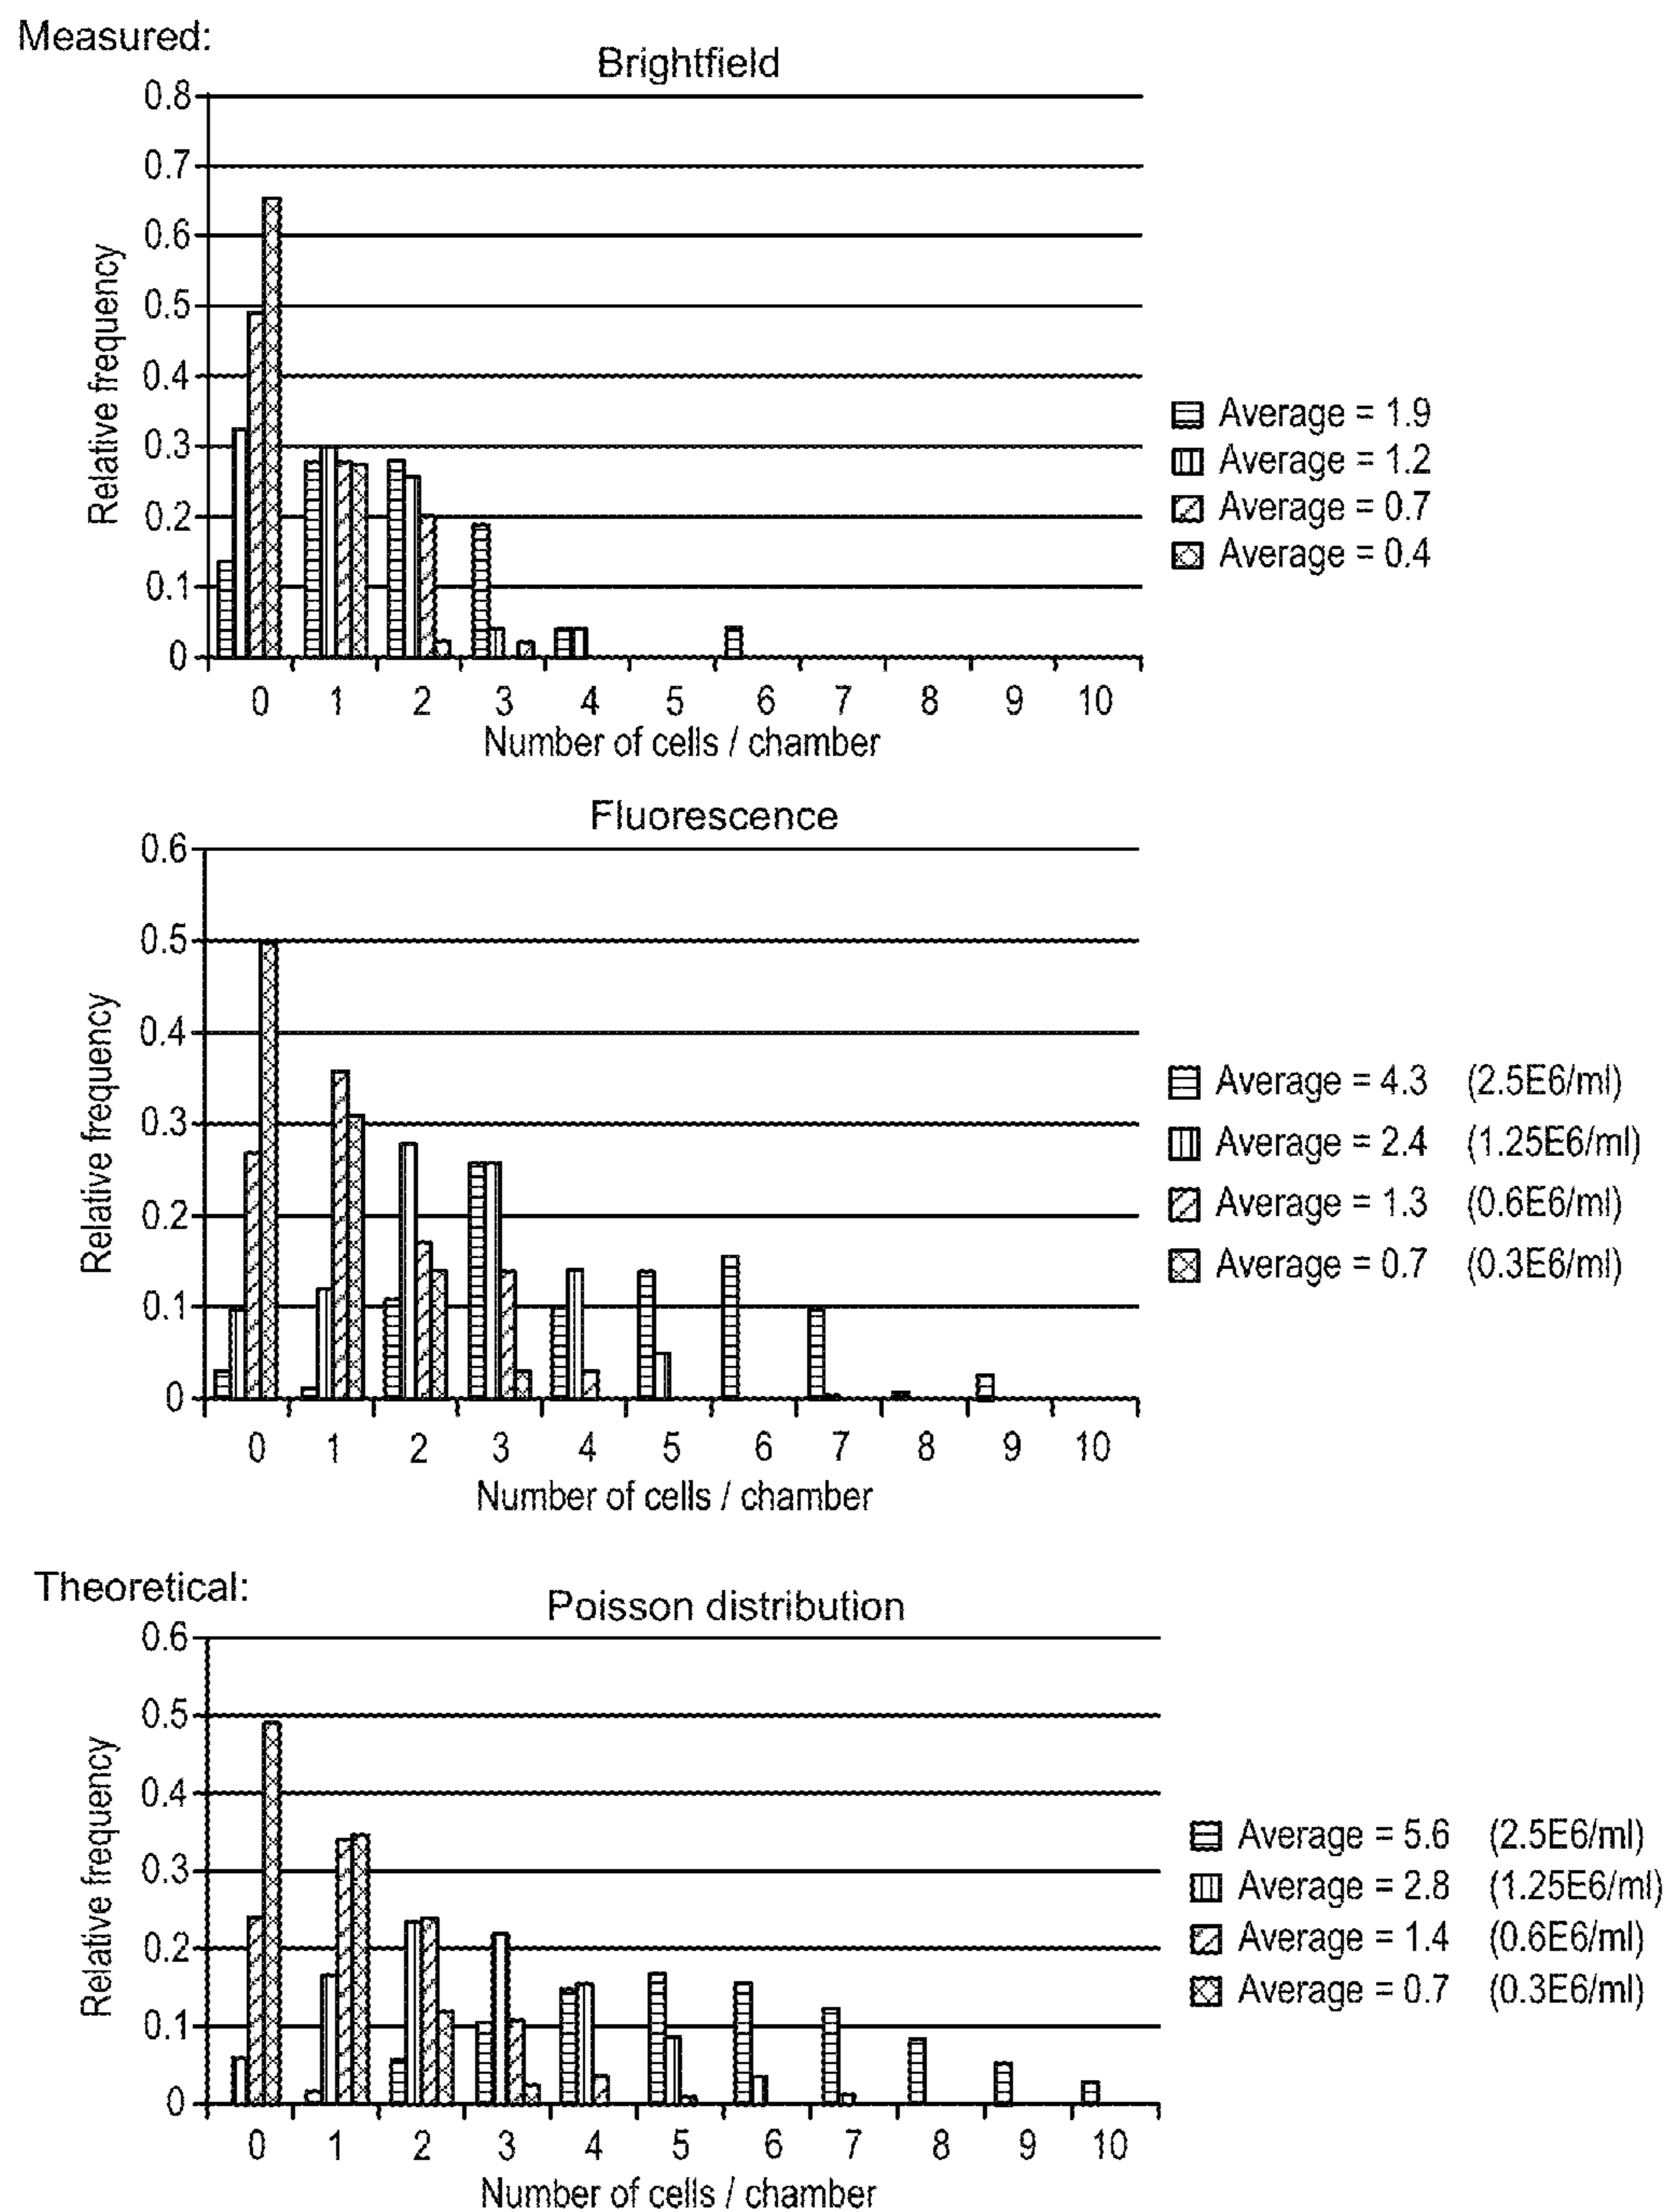 Measured:
Brightfield
0.8
0.7
0.6
0.5
0.4
0.3
0.2
0.1
0
Relative frequency
0 1 2 3 4 5 6 7 8 9 10
Number of cells / chamber
Average = 1.9
Average = 1.2
Average = 0.7
Average = 0.4
Fluorescence
0.6
0.5
0.4
0.3
0.2
0.1
0
Relative frequency
0 1 2 3 4 5 6 7 8 9 10
Number of cells / chamber
Average = 4.3 (2.5E6/ml)
Average = 2.4 (1.25E6/ml)
Average = 1.3 (0.6E6/ml)
Average = 0.7 (0.3E6/ml)
Theoretical:
Poisson distribution
0.6
0.5
0.4
0.3
0.2
0.1
0
Relative frequency
0 1 2 3 4 5 6 7 8 9 10
Number of cells / chamber
Average = 5.6 (2.5E6/ml)
Average = 2.8 (1.25E6/ml)
Average = 1.4 (0.6E6/ml)
Average = 0.7 (0.3E6/ml)